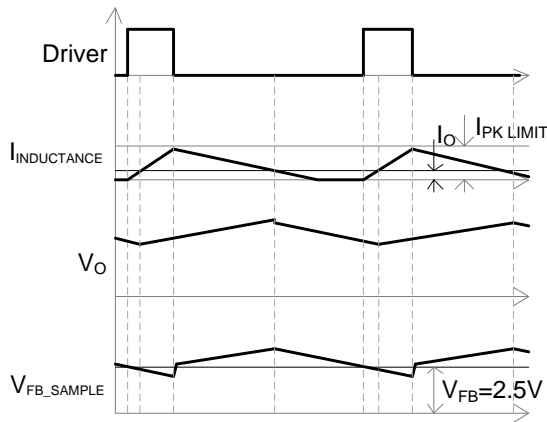 Driver
I_O
I_PK LIMIT
I_INDUCTANCE
V_O
V_FB_SAMPLE
V_FB=2.5V